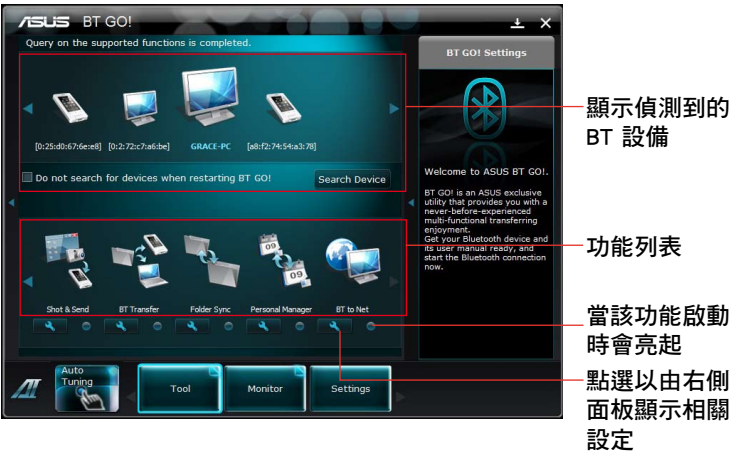 ASUS BT GO!
Query on the supported functions is completed.
[0:25:d0:67:6e:e8] [0:2:72:c7:a6:be] GRACE-PC [a8:f2:74:54:a3:78]
Do not search for devices when restarting BT GO! Search Device
Shot & Send BT Transfer Folder Sync Personal Manager BT to Net
09
09
BT GO! Settings
Welcome to ASUS BT GO!.
BT GO! is an ASUS exclusive
utility that provides you with a
never-before-experienced
multi-functional transferring
enjoyment.
Get your Bluetooth device and
its user manual ready, and
start the Bluetooth connection
now.
AI
Auto
Tuning
Tool Monitor Settings
顯示偵測到的
BT 設備
功能列表
當該功能啟動
時會亮起
點選以由右側
面板顯示相關
設定